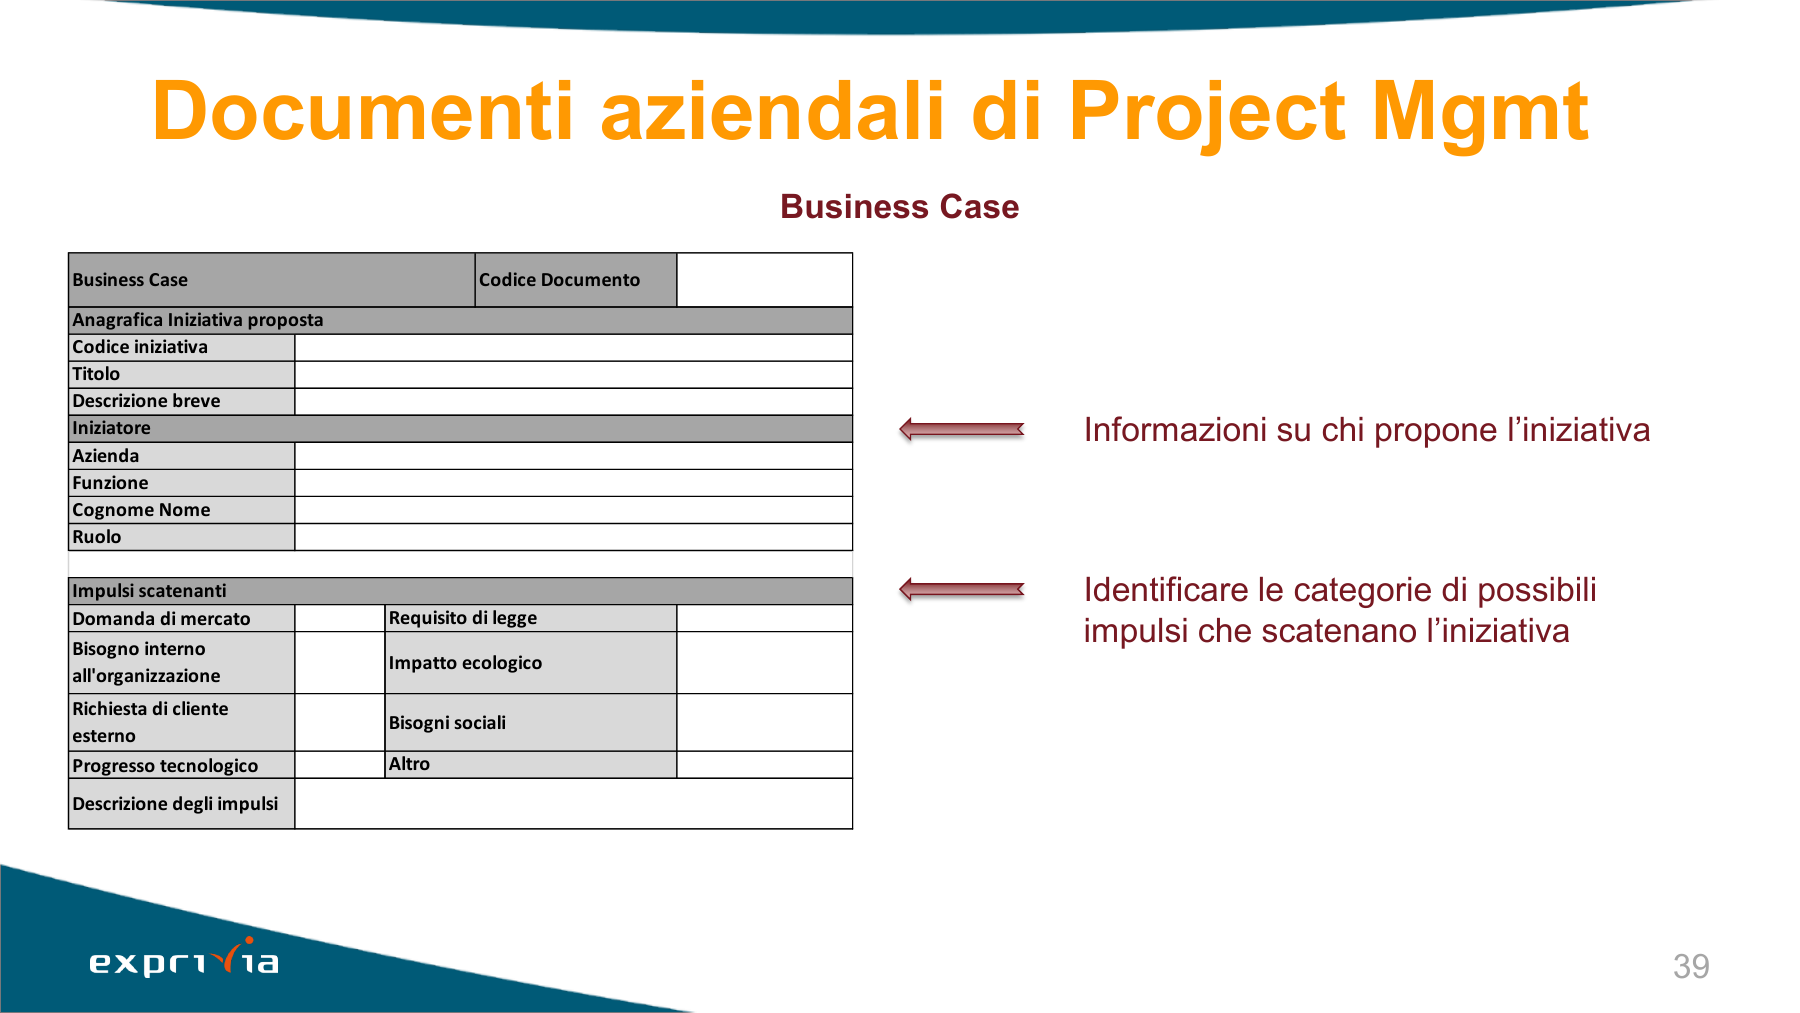 Documenti aziendali di Project Mgmt
Business Case
Business Case Codice Documento
Anagrafica Iniziativa proposta
Codice iniziativa
Titolo
Descrizione breve
Iniziatore
Azienda
Funzione
Cognome Nome
Ruolo
Informazioni su chi propone l’iniziativa
Impulsi scatenanti
Domanda di mercato Requisito di legge
Bisogno interno
all'organizzazione
Impatto ecologico
Richiesta di cliente
esterno
Bisogni sociali
Progresso tecnologico Altro
Descrizione degli impulsi
Identificare le categorie di possibili
impulsi che scatenano l’iniziativa
exprivia
39